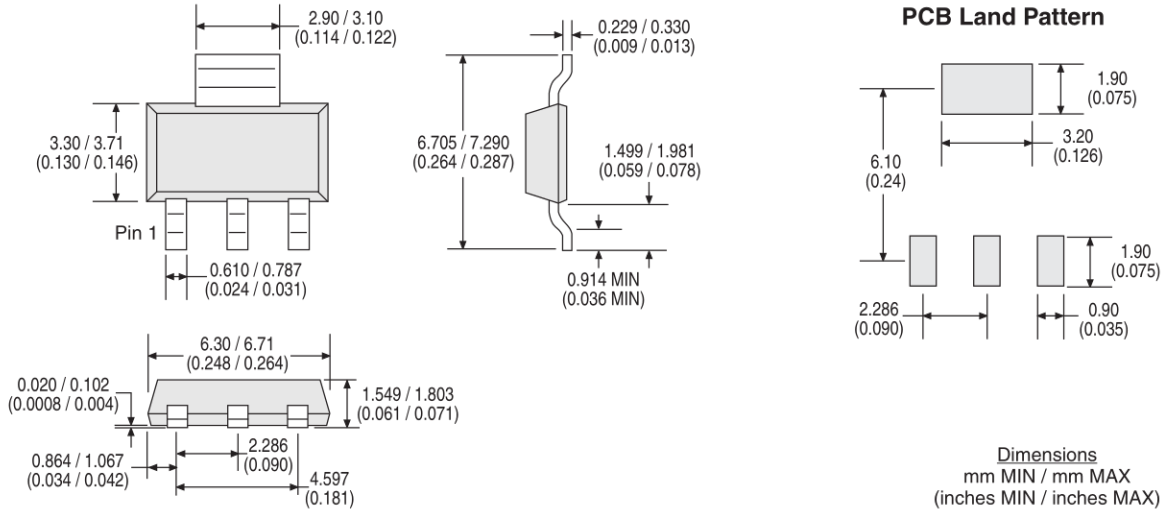 2.90 / 3.10
(0.114 / 0.122)
3.30 / 3.71
(0.130 / 0.146)
Pin 1
0.610 / 0.787
(0.024 / 0.031)
0.229 / 0.330
(0.009 / 0.013)
6.705 / 7.290
(0.264 / 0.287)
1.499 / 1.981
(0.059 / 0.078)
0.914 MIN
(0.036 MIN)
PCB Land Pattern
1.90
(0.075)
3.20
(0.126)
6.10
(0.24)
1.90
(0.075)
2.286
(0.090)
0.90
(0.035)
6.30 / 6.71
(0.248 / 0.264)
0.020 / 0.102
(0.0008 / 0.004)
1.549 / 1.803
(0.061 / 0.071)
0.864 / 1.067
(0.034 / 0.042)
2.286
(0.090)
4.597
(0.181)
Dimensions
mm MIN / mm MAX
(inches MIN / inches MAX)